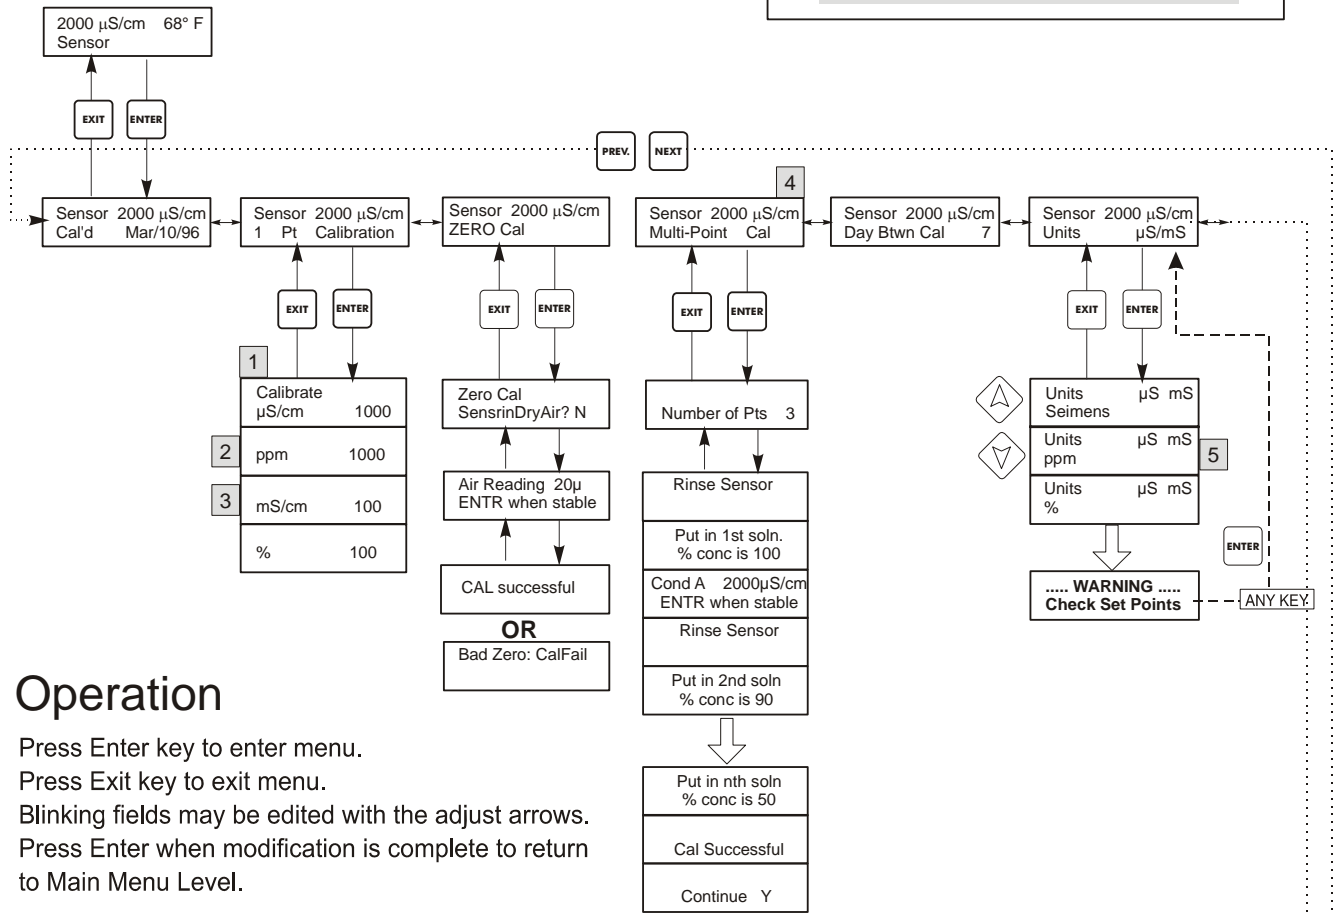 2000 µS/cm 68° F
Sensor
EXIT
ENTER
PREV.
NEXT
Sensor 2000 µS/cm
Cal'd Mar/10/96
Sensor 2000 µS/cm
1 Pt Calibration
Sensor 2000 µS/cm
ZERO Cal
4
Sensor 2000 µS/cm
Multi-Point Cal
Sensor 2000 µS/cm
Day Btwn Cal 7
Sensor 2000 µS/cm
Units µS/mS
EXIT
ENTER
EXIT
ENTER
EXIT
ENTER
EXIT
ENTER
1
Calibrate
µS/cm 1000
2
ppm 1000
3
mS/cm 100
% 100
Zero Cal
SensrinDryAir? N
Air Reading 20µ
ENTR when stable
CAL successful
OR
Bad Zero: CalFail
Number of Pts 3
Rinse Sensor
Put in 1st soln.
% conc is 100
Cond A 2000µS/cm
ENTR when stable
Rinse Sensor
Put in 2nd soln
% conc is 90
Put in nth soln
% conc is 50
Cal Successful
Continue Y
Units µS mS
Seimens
Units µS mS
ppm
5
Units µS mS
%
ENTER
..... WARNING .....
Check Set Points
ANY KEY
Operation
Press Enter key to enter menu.
Press Exit key to exit menu.
Blinking fields may be edited with the adjust arrows.
Press Enter when modification is complete to return
to Main Menu Level.